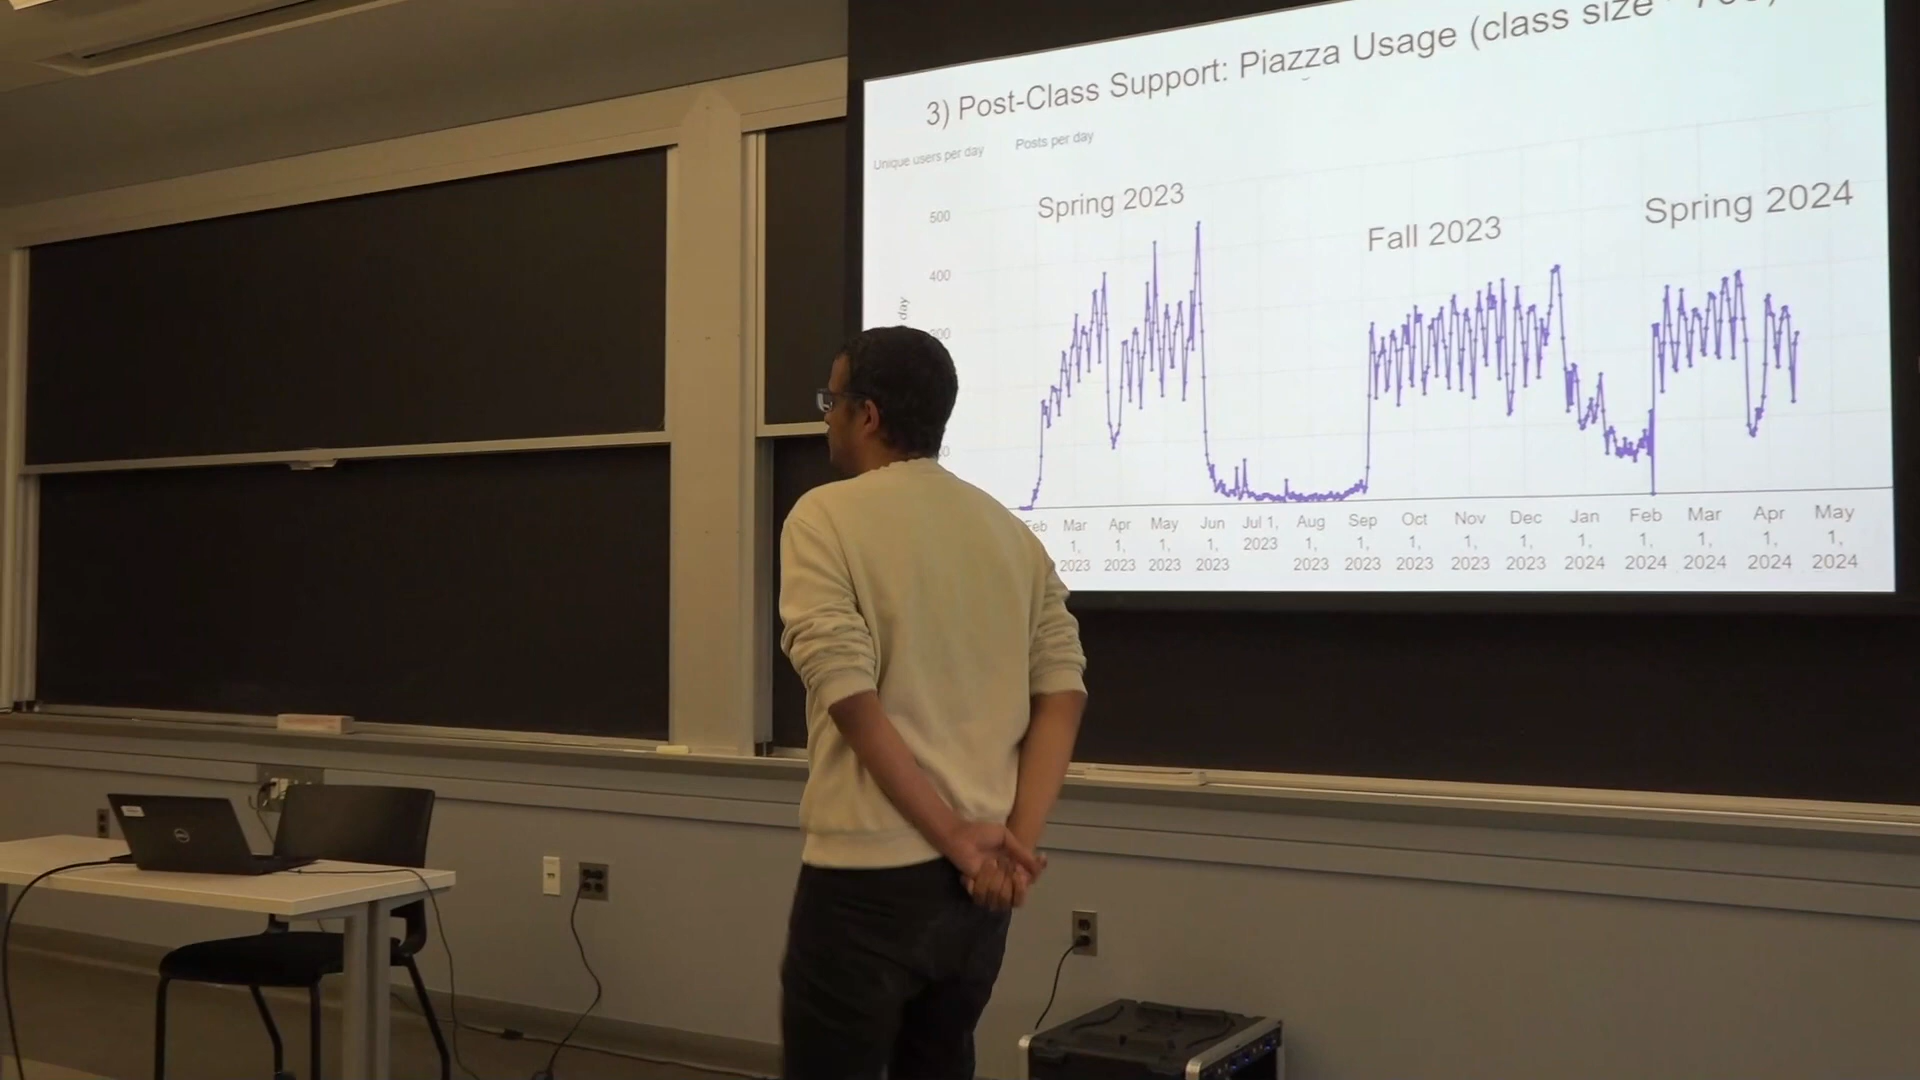 3) Post-Class Support: Piazza Usage (class size
Unique users per day
Posts per day
Spring 2023
Fall 2023
Spring 2024
500
400
day
Feb Mar Apr May Jun Jul 1, Aug Sep Oct Nov Dec Jan Feb Mar Apr May
1, 1, 1, 1, 2023 1, 1, 1, 1, 1, 1, 1, 1, 1, 1,
2023 2023 2023 2023 2023 2023 2023 2023 2023 2024 2024 2024 2024 2024
DELL